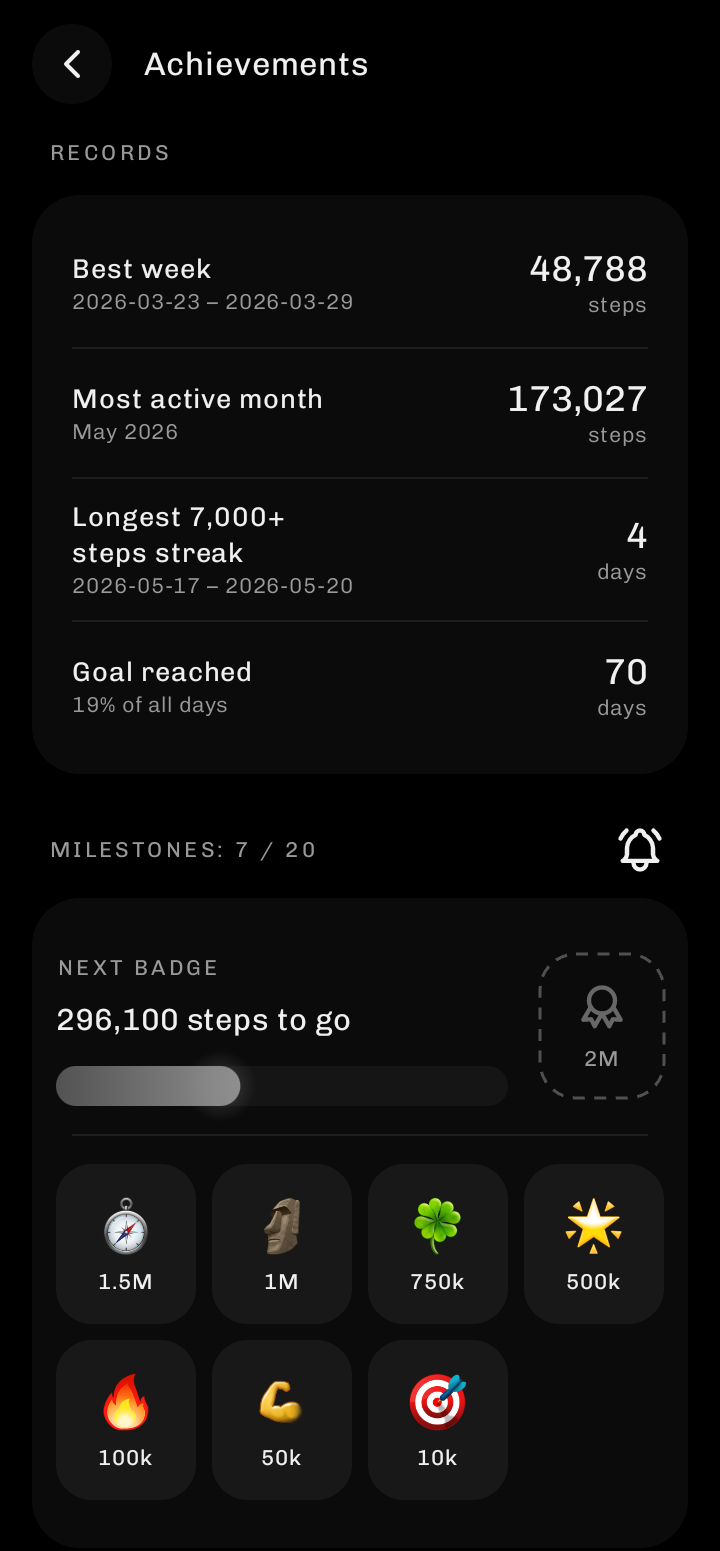 Achievements
RECORDS
Best week
48,788
2026-03-23 – 2026-03-29
steps
Most active month
173,027
May 2026
steps
Longest 7,000+
steps streak
4
2026-05-17 – 2026-05-20
days
Goal reached
70
19% of all days
days
MILESTONES: 7 / 20
NEXT BADGE
296,100 steps to go
2M
1.5M
1M
750k
500k
100k
50k
10k